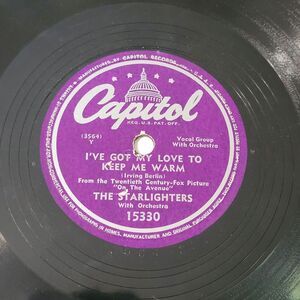 Capitol
REG. U.S. PAT. OFF.
(3564)
Y
Vocal Group
With Orchestra
I'VE GOT MY LOVE TO
KEEP ME WARM
(Irving Berlin)
From the Twentieth Century-Fox Picture
"On The Avenue"
THE STARLIGHTERS
With Orchestra
15330